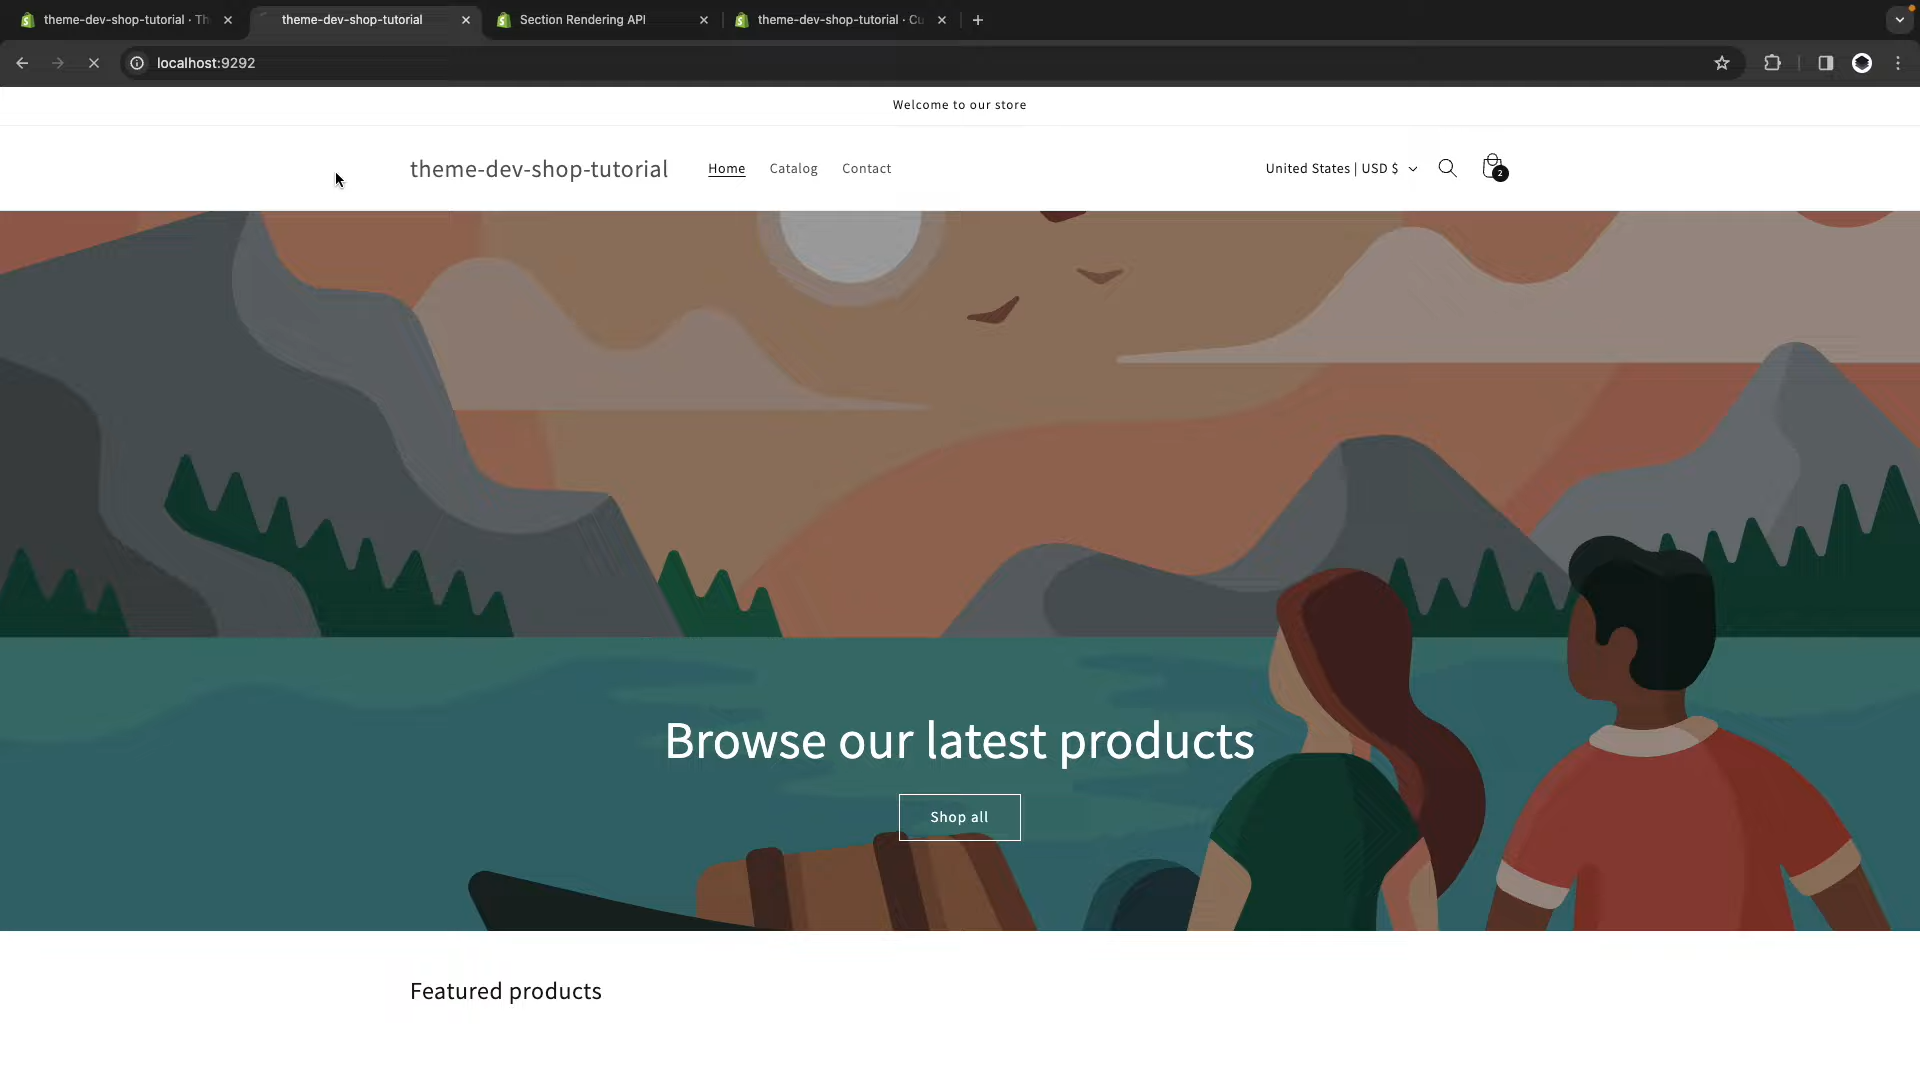 theme-dev-shop-tutorial · Th
theme-dev-shop-tutorial
Section Rendering API
theme-dev-shop-tutorial · Cu
localhost:9292
Welcome to our store
theme-dev-shop-tutorial
Home
Catalog
Contact
United States | USD $
2
Browse our latest products
Shop all
Featured products